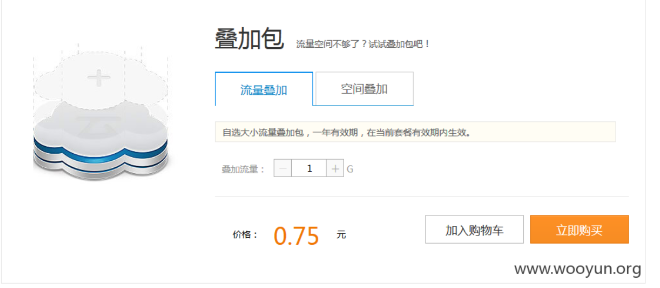 叠加包 流量空间不够了？试试叠加包吧！
流量叠加 空间叠加
自选大小流量叠加包，一年有效期，在当前套餐有效期内生效。
叠加流量： － 1 + G
价格： 0.75 元 加入购物车 立即购买
www.wooyun.org